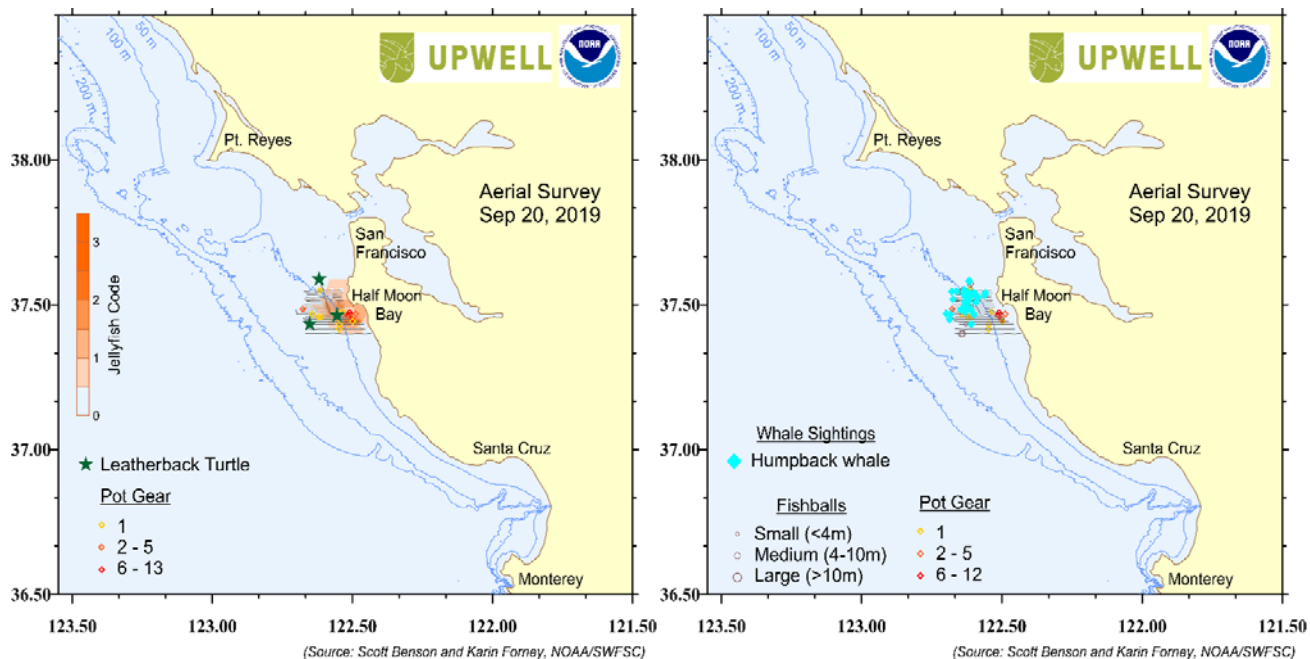 UPWELL
NOAA
50 m
100 m
200 m
Pt. Reyes
38.00
Aerial Survey
Sep 20, 2019
San
Francisco
3
2
1
0
Jellyfish Code
Half Moon
Bay
37.50
37.00
Santa Cruz
Leatherback Turtle
Pot Gear
1
2 - 5
6 - 13
Monterey
36.50
123.50 123.00 122.50 122.00 121.50
(Source: Scott Benson and Karin Forney, NOAA/SWFSC)
UPWELL
NOAA
50 m
100 m
200 m
Pt. Reyes
38.00
Aerial Survey
Sep 20, 2019
San
Francisco
Half Moon
Bay
37.50
37.00
Santa Cruz
Whale Sightings
Humpback whale
Fishballs
Small (<4m)
Medium (4-10m)
Large (>10m)
Pot Gear
1
2 - 5
6 - 12
Monterey
36.50
123.50 123.00 122.50 122.00 121.50
(Source: Scott Benson and Karin Forney, NOAA/SWFSC)